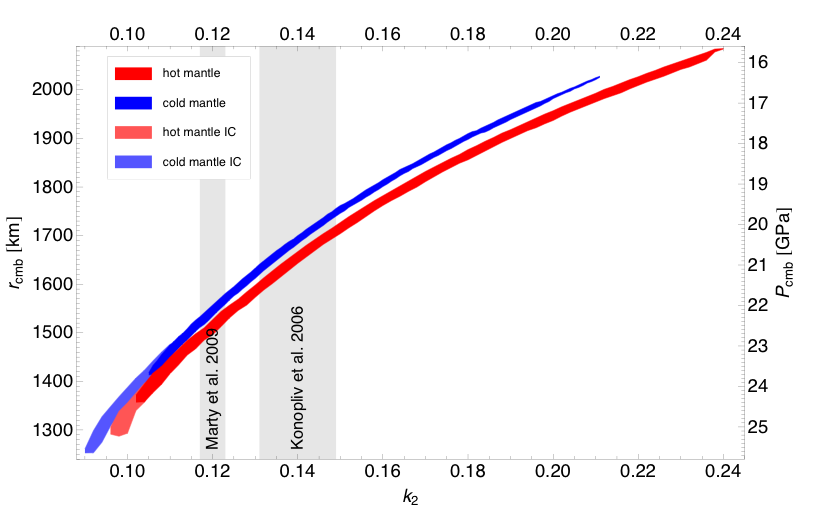 0.10 0.12 0.14 0.16 0.18 0.20 0.22 0.24
hot mantle
cold mantle
hot mantle IC
cold mantle IC
2000
1900
1800
1700
1600
1500
1400
1300
r_cmb [km]
16
17
18
19
20
21
22
23
24
25
P_cmb [GPa]
Marty et al. 2009
Konopliv et al. 2006
0.10 0.12 0.14 0.16 0.18 0.20 0.22 0.24
k_2